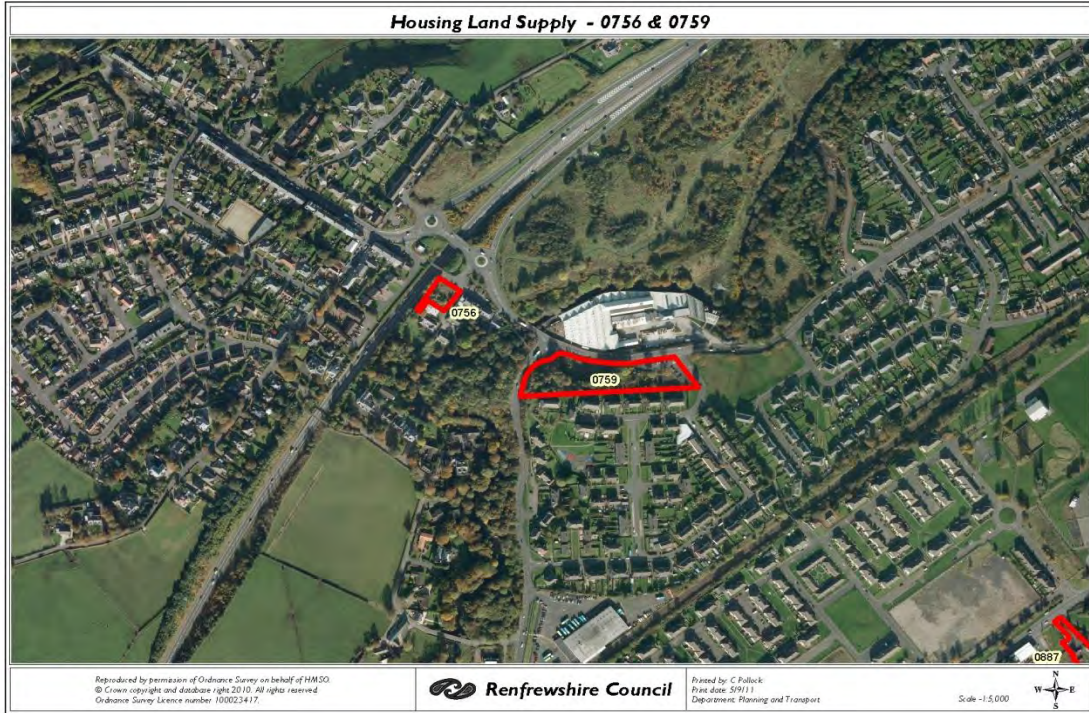 Housing Land Supply - 0756 & 0759
0756
0759
0887
Reproduced by permission of Ordnance Survey on behalf of HMSO.
© Crown copyright and database right 2010. All rights reserved.
Ordnance Survey Licence number 100023417.
Renfrewshire Council
Printed by: C Pollock
Print date: 5/9/11
Department: Planning and Transport
Scale -1:5,000
N
W E
S